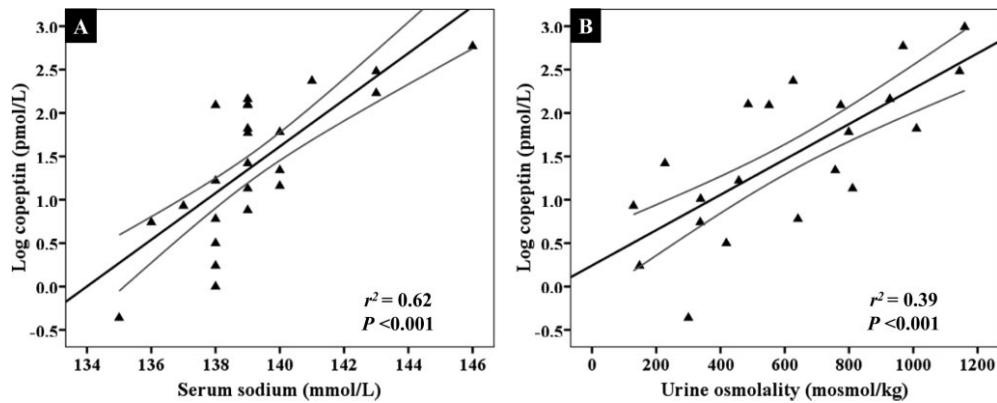 A
Log copeptin (pmol/L)
3.0
2.5
2.0
1.5
1.0
0.5
0.0
-0.5
r² = 0.62
P <0.001
134 136 138 140 142 144 146
Serum sodium (mmol/L)
B
Log copeptin (pmol/L)
3.0
2.5
2.0
1.5
1.0
0.5
0.0
-0.5
r² = 0.39
P <0.001
0 200 400 600 800 1000 1200
Urine osmolality (mosmol/kg)